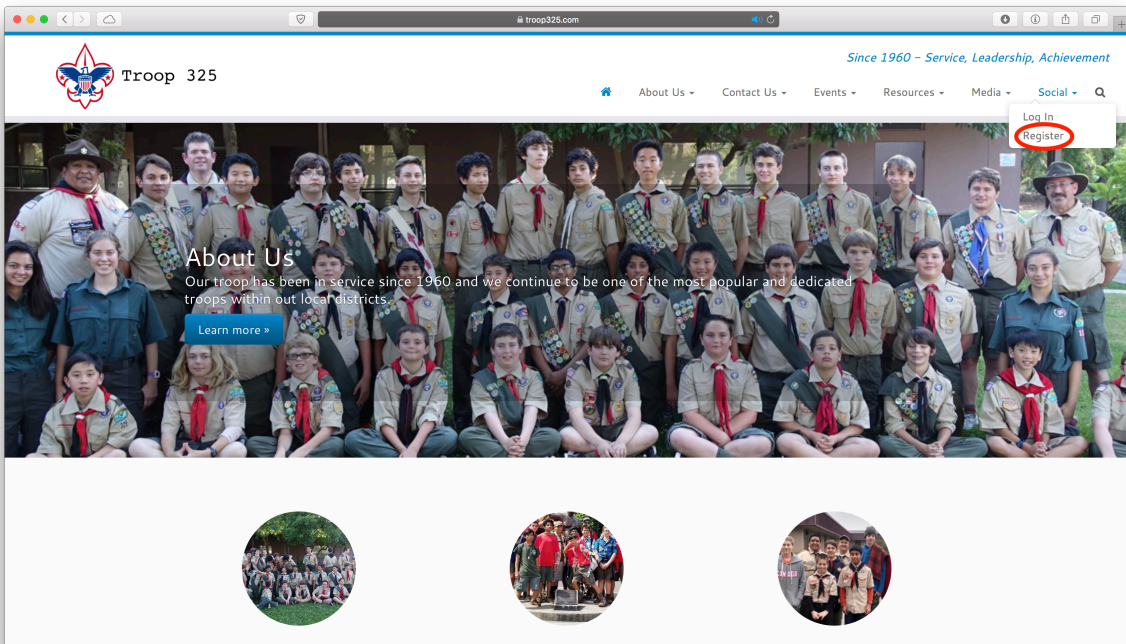 troop325.com
Since 1960 – Service, Leadership, Achievement
Troop 325
About Us
Contact Us
Events
Resources
Media
Social
Log In
Register
About Us
Our troop has been in service since 1960 and we continue to be one of the most popular and dedicated
troops within out local districts.
Learn more »